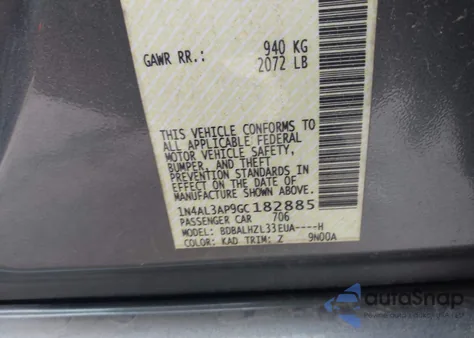 GAWR RR.: 940 KG
2072 LB
THIS VEHICLE CONFORMS TO
ALL APPLICABLE FEDERAL
MOTOR VEHICLE SAFETY,
BUMPER, AND THEFT
PREVENTION STANDARDS
IN EFFECT ON THE DATE OF
MANUFACTURE SHOWN ABOVE.
1N4AL3AP9GC182885
PASSENGER CAR 706
MODEL: BDBALHZL33EUA----H
COLOR: KAD TRIM: Z 9N00A
autoSnap